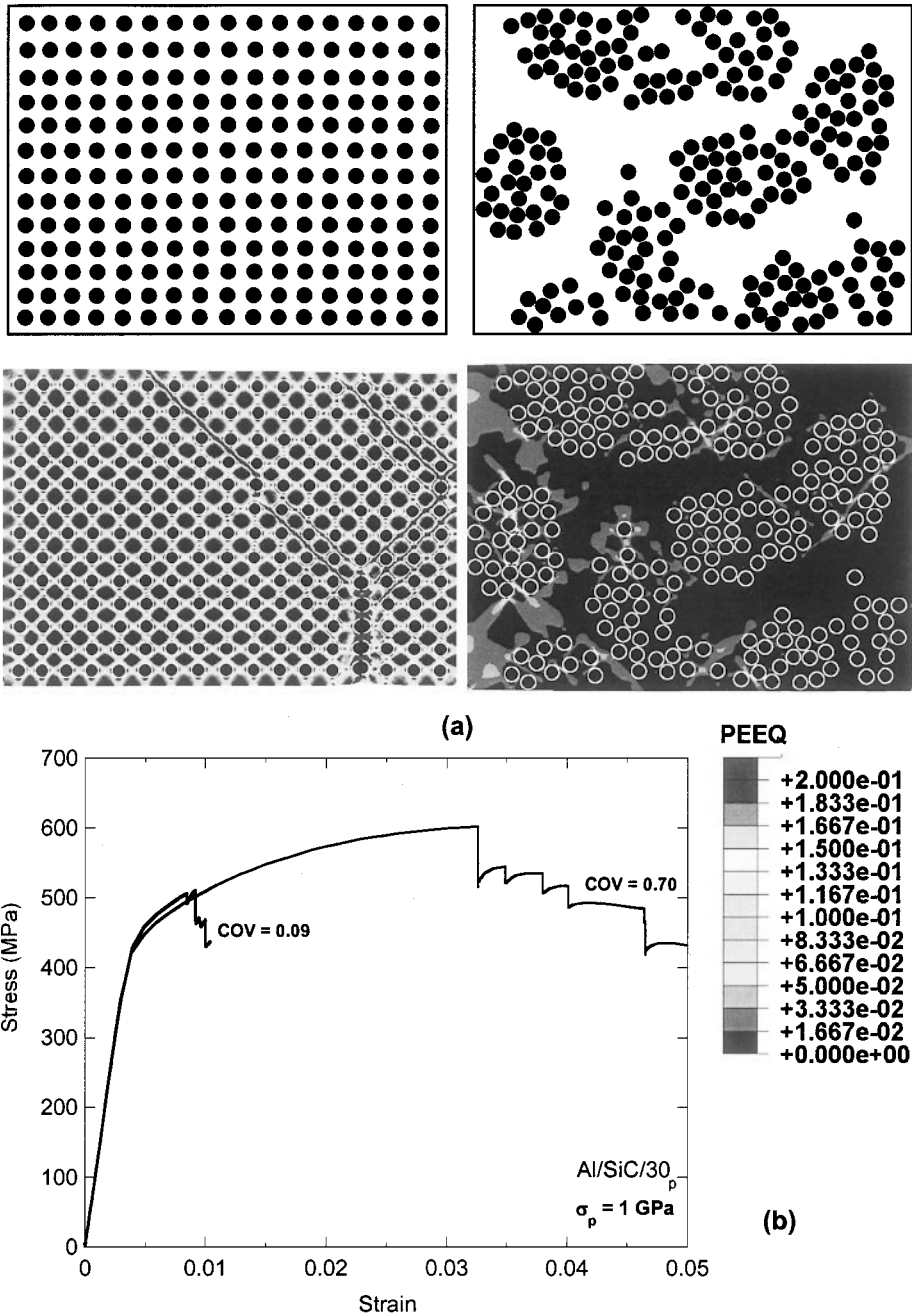 (a)
PEEQ
+2.000e-01
+1.833e-01
+1.667e-01
+1.500e-01
+1.333e-01
+1.167e-01
+1.000e-01
+8.333e-02
+6.667e-02
+5.000e-02
+3.333e-02
+1.667e-02
+0.000e+00
700
600
500
400
300
200
100
0
Stress (MPa)
COV = 0.70
COV = 0.09
Al/SiC/30p
σp = 1 GPa
(b)
0 0.01 0.02 0.03 0.04 0.05
Strain